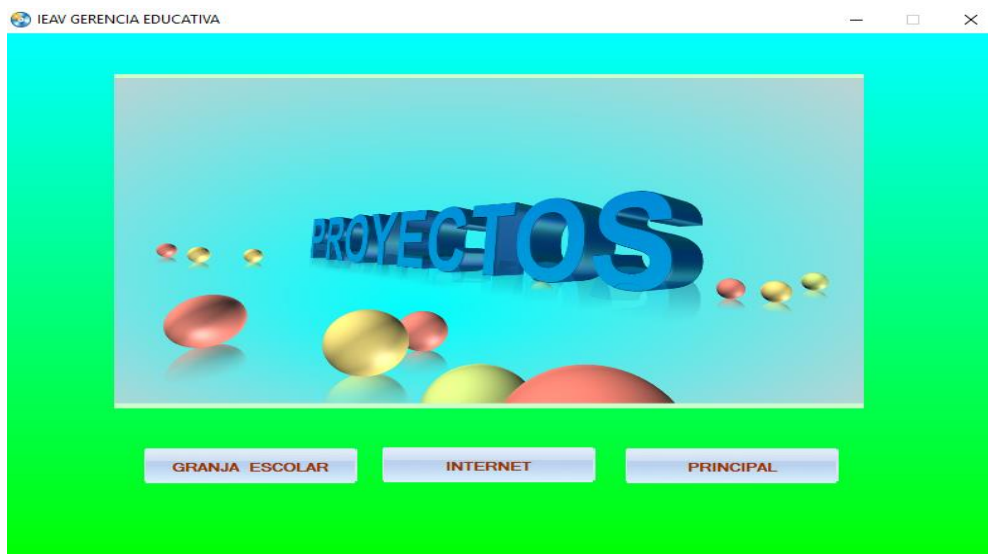 IEAV GERENCIA EDUCATIVA
PROYECTOS
GRANJA ESCOLAR
INTERNET
PRINCIPAL